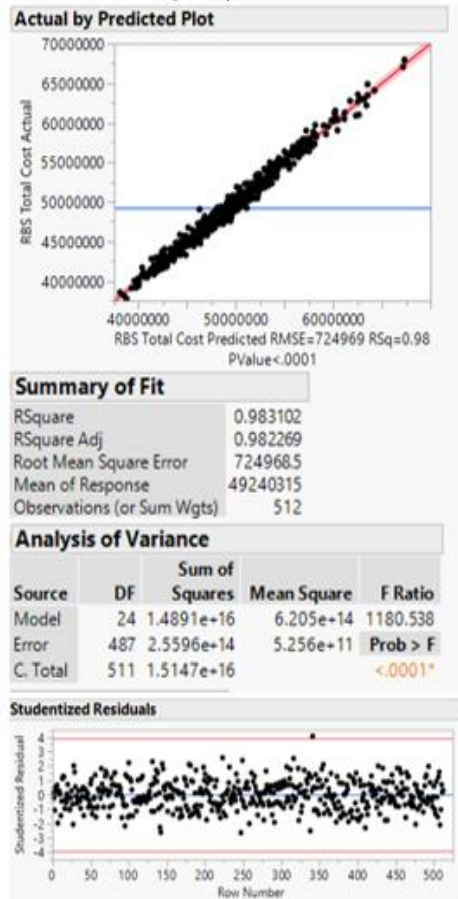 Actual by Predicted Plot
70000000
65000000
60000000
55000000
50000000
45000000
40000000
RBS Total Cost Actual
40000000 50000000 60000000
RBS Total Cost Predicted RMSE=724969 RSq=0.98
PValue<.0001
Summary of Fit
RSquare 0.983102
RSquare Adj 0.982269
Root Mean Square Error 724968.5
Mean of Response 49240315
Observations (or Sum Wgts) 512
Analysis of Variance
Sum of
Source DF Squares Mean Square F Ratio
Model 24 1.4891e+16 6.205e+14 1180.538
Error 487 2.5596e+14 5.256e+11 Prob > F
C. Total 511 1.5147e+16 <.0001*
Studentized Residuals
4
3
2
1
0
-1
-2
-3
-4
Studentized Residual
0 50 100 150 200 250 300 350 400 450 500
Row Number